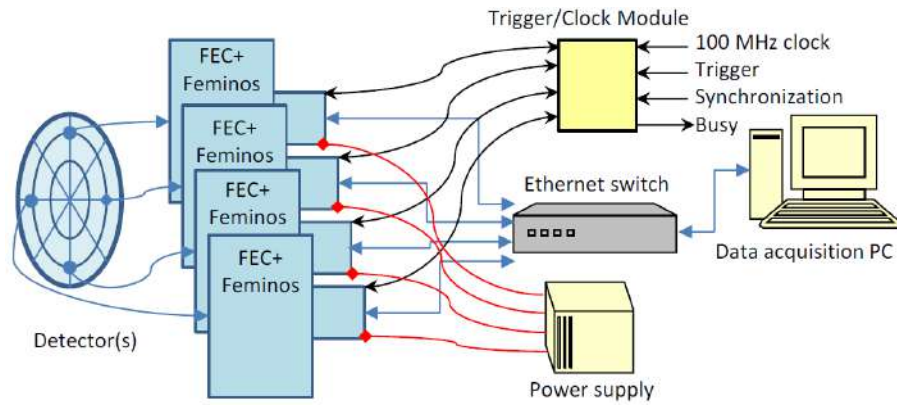 Trigger/Clock Module
FEC+
Feminos
100 MHz clock
Trigger
Synchronization
Busy
FEC+
Feminos
FEC+
Feminos
Ethernet switch
FEC+
Feminos
Data acquisition PC
Detector(s)
Power supply